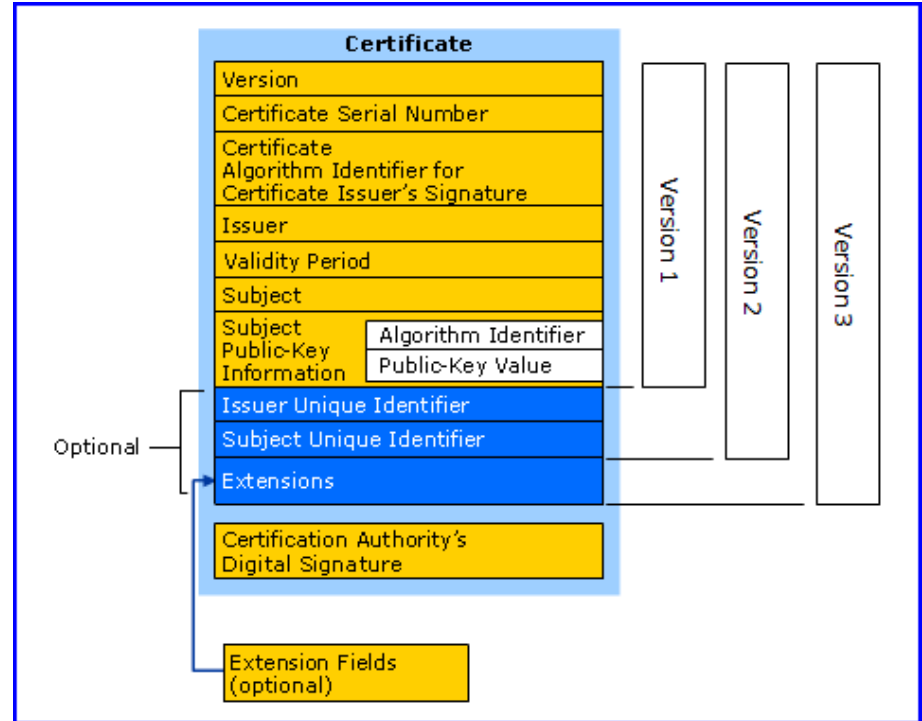 Certificate
Version
Certificate Serial Number
Certificate
Algorithm Identifier for
Certificate Issuer's Signature
Issuer
Validity Period
Subject
Subject
Public-Key
Information
Algorithm Identifier
Public-Key Value
Issuer Unique Identifier
Subject Unique Identifier
Extensions
Optional
Certification Authority's
Digital Signature
Extension Fields
(optional)
Version 1
Version 2
Version 3